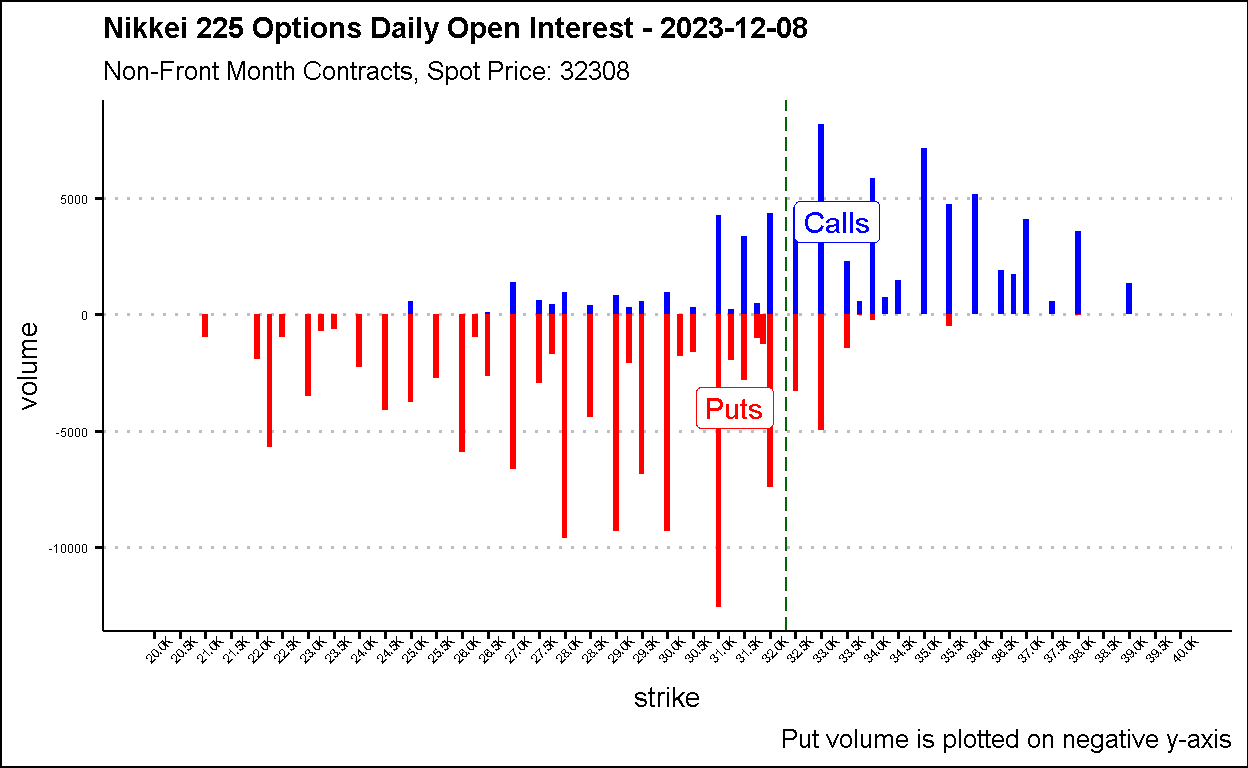 Nikkei 225 Options Daily Open Interest - 2023-12-08
Non-Front Month Contracts, Spot Price: 32308
5000
0
-5000
-10000
volume
Calls
Puts
20.0K 20.5K 21.0K 21.5K 22.0K 22.5K 23.0K 23.5K 24.0K 24.5K 25.0K 25.5K 26.0K 26.5K 27.0K 27.5K 28.0K 28.5K 29.0K 29.5K 30.0K 30.5K 31.0K 31.5K 32.0K 32.5K 33.0K 33.5K 34.0K 34.5K 35.0K 35.5K 36.0K 36.5K 37.0K 37.5K 38.0K 38.5K 39.0K 39.5K 40.0K
strike
Put volume is plotted on negative y-axis